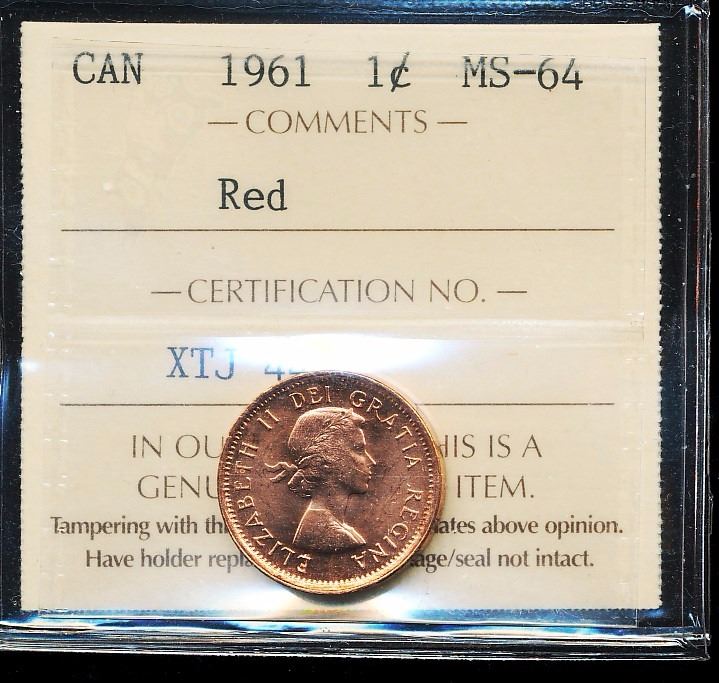 CAN 1961 1¢ MS-64
— COMMENTS —
Red
— CERTIFICATION NO. —
XTJ
IN OU HIS IS A
GENU ITEM.
Tampering with th ates above opinion.
Have holder repla age/seal not intact.
ELIZABETH II DEI GRATIA REGINA